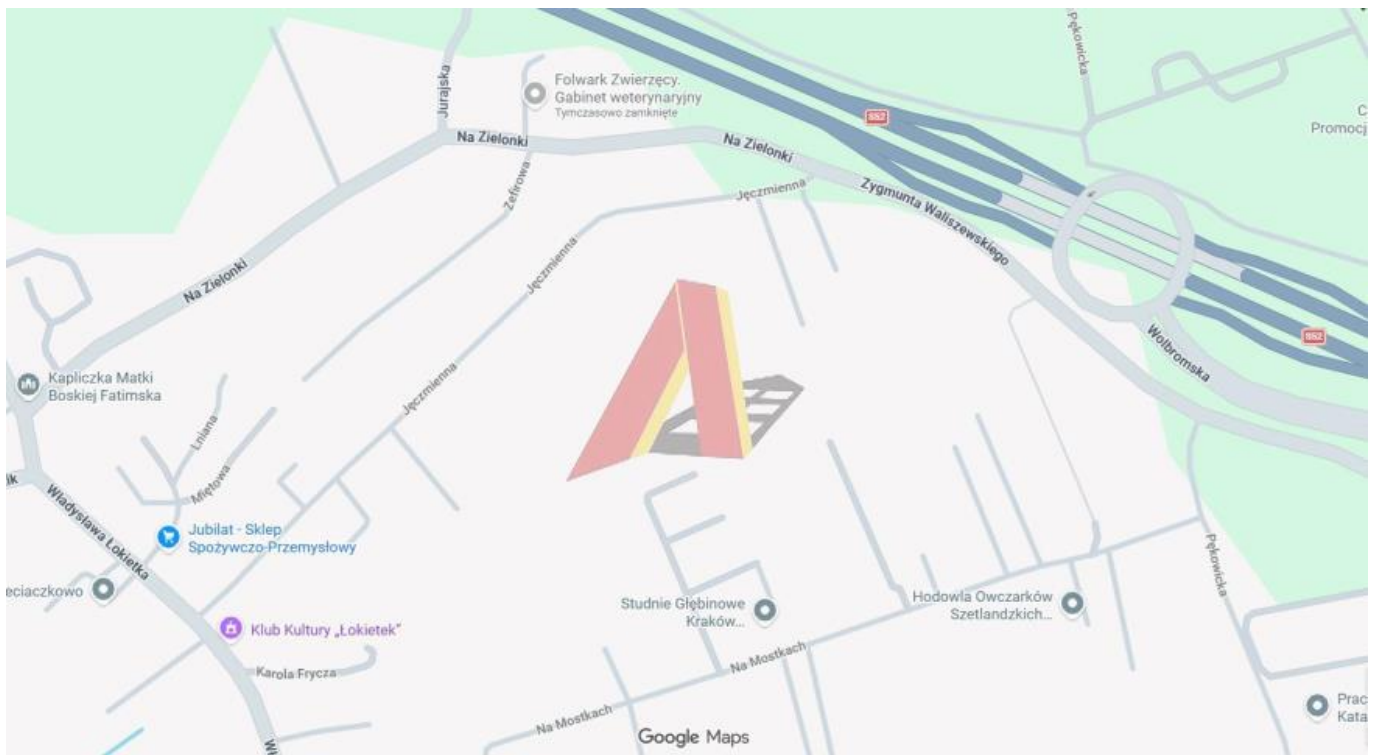 Pękowicka
Jurajska
Folwark Zwierzęcy.
Gabinet weterynaryjny
Tymczasowo zamknięte
S52
Promocj
Na Zielonki
Na Zielonki
Zefirowa
Jęczmienna
Zygmunta Waliszewskiego
Jęczmienna
Na Zielonki
Wolbromska
S52
Kapliczka Matki
Boskiej Fatimska
Jęczmienna
Lniana
Miętowa
ik
Władysława Łokietka
Jubilat - Sklep
Spożywczo-Przemysłowy
Pękowicka
eciaczkowo
Studnie Głębinowe
Kraków...
Hodowla Owczarków
Szetlandzkich...
Klub Kultury „Łokietek”
Karola Frycza
Na Mostkach
Prac
Kata
Na Mostkach
Google Maps